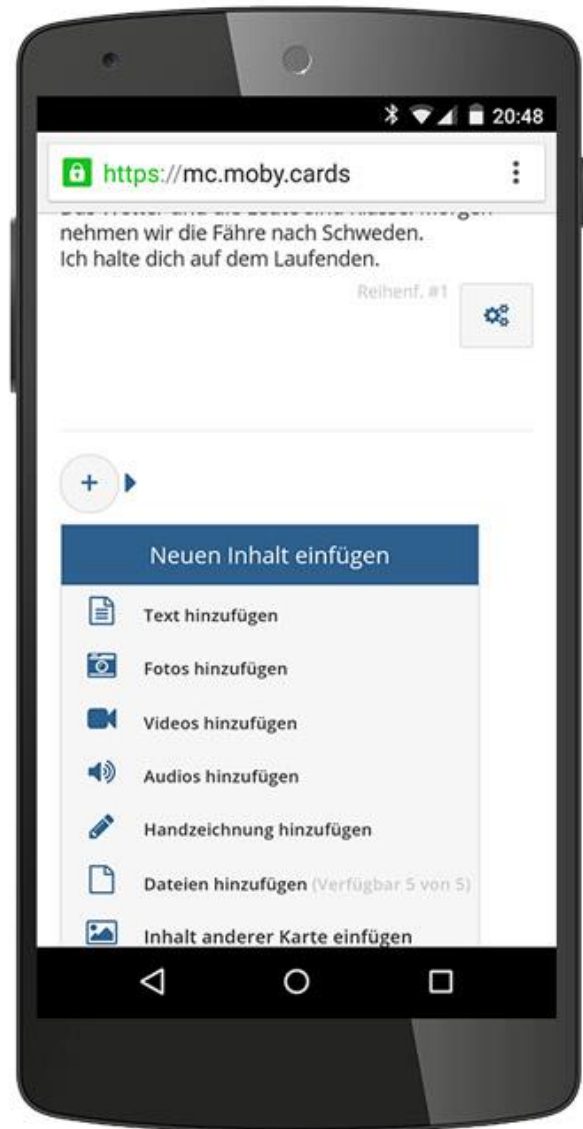 20:48
https://mc.moby.cards
nehmen wir die Fähre nach Schweden.
Ich halte dich auf dem Laufenden.
Reihenf. #1
+
Neuen Inhalt einfügen
Text hinzufügen
Fotos hinzufügen
Videos hinzufügen
Audios hinzufügen
Handzeichnung hinzufügen
Dateien hinzufügen (Verfügbar 5 von 5)
Inhalt anderer Karte einfügen